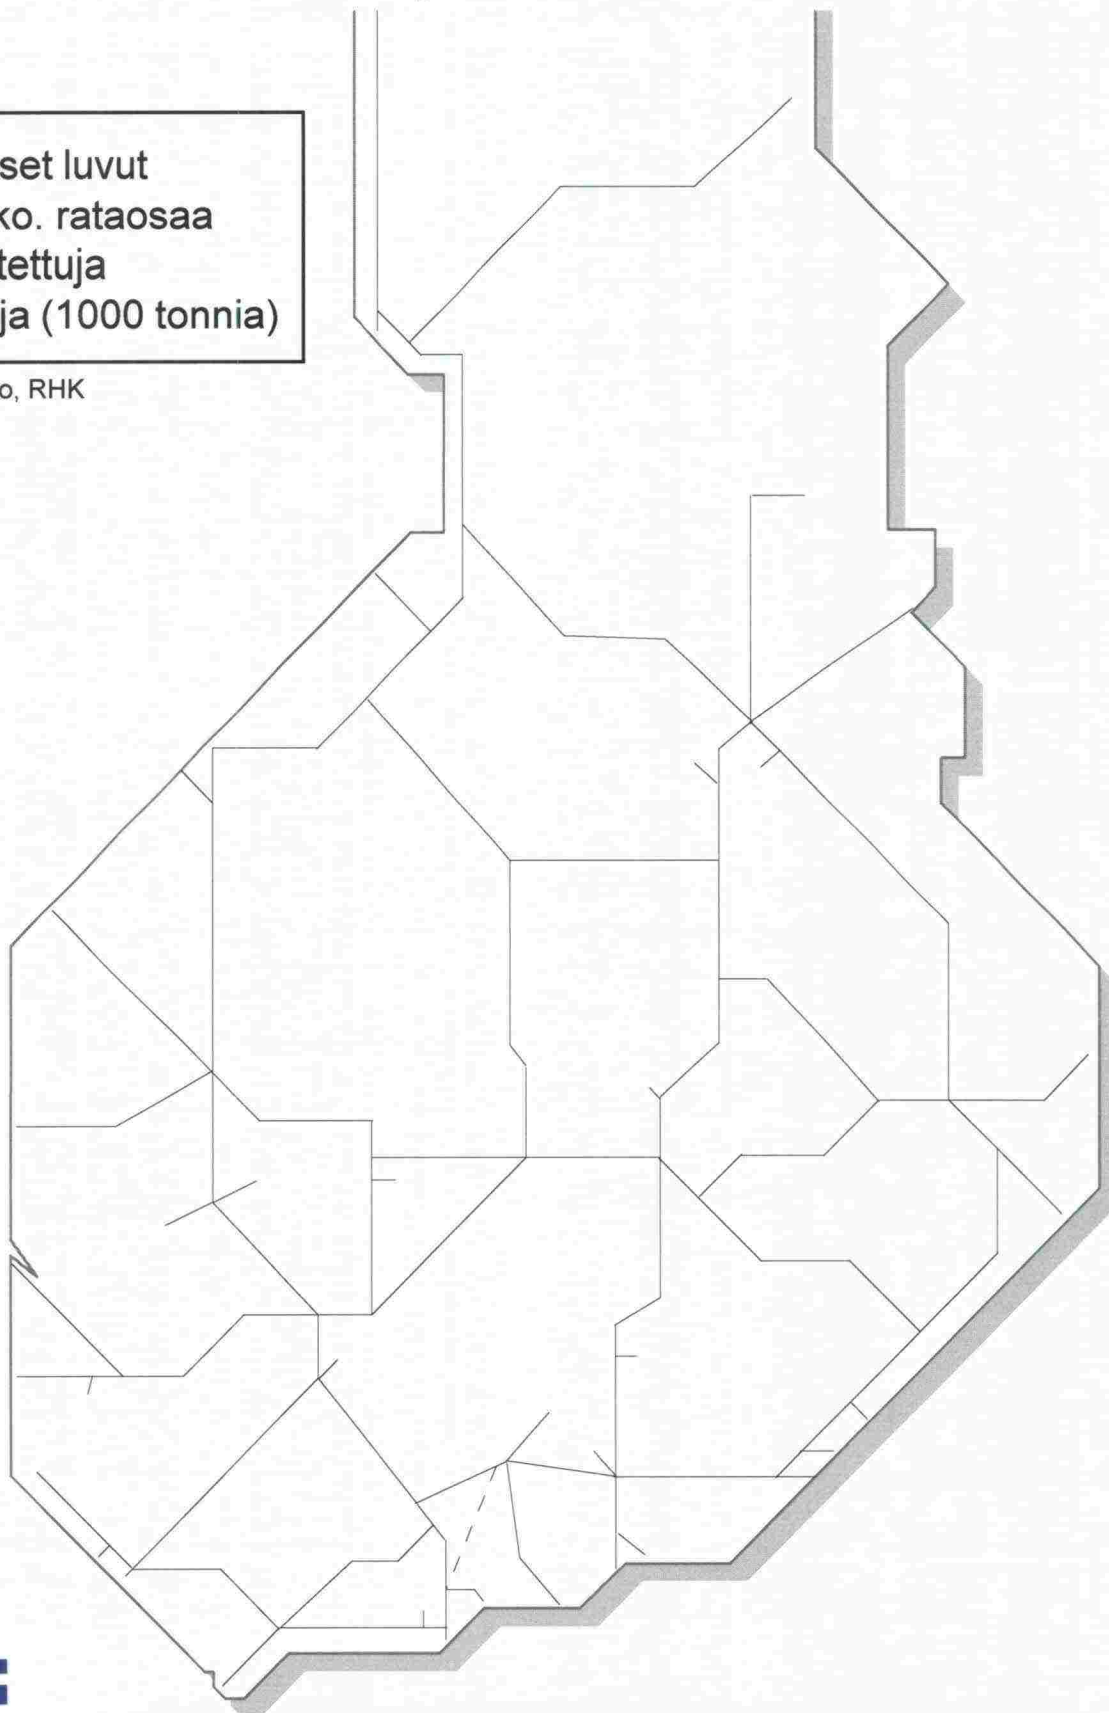 set luvut
ko. rataosaa
tettuja
ja (1000 tonnia)
o, RHK